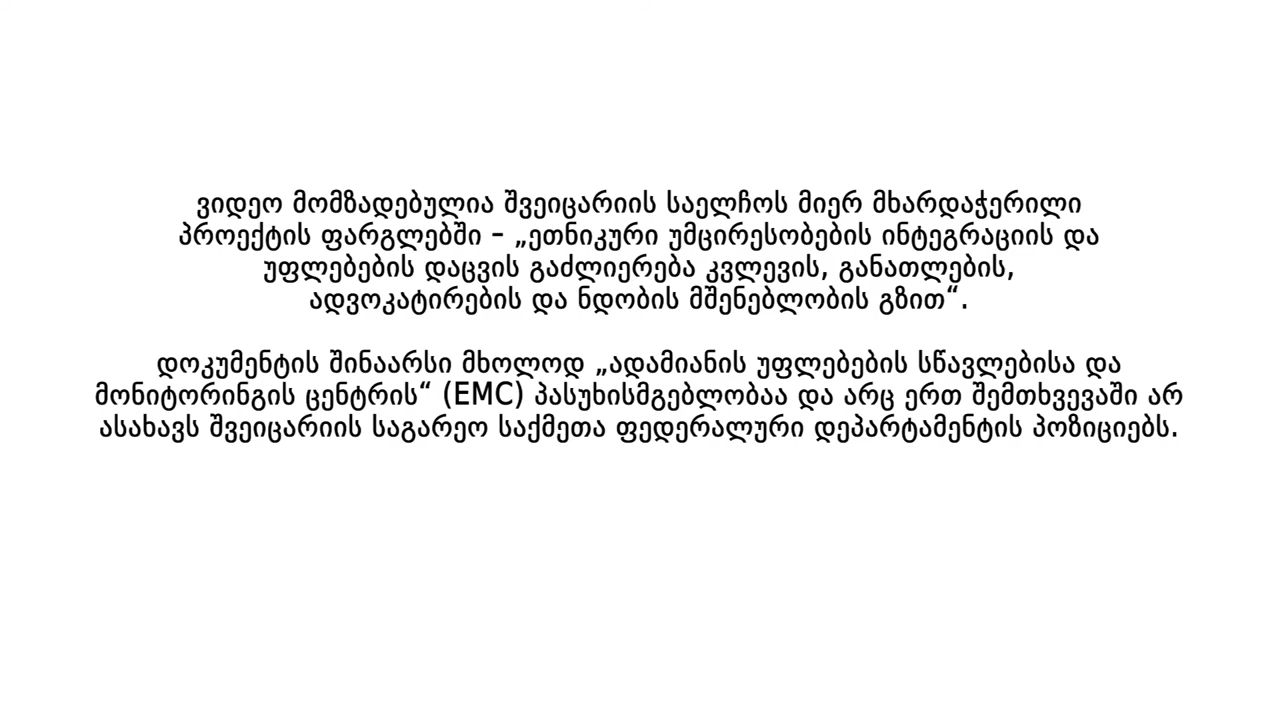 ვიდეო მომზადებულია შვეიცარიის საელჩოს მიერ მხარდაჭერილი
პროექტის ფარგლებში – „ეთნიკური უმცირესობების ინტეგრაციის და
უფლებების დაცვის გაძლიერება კვლევის, განათლების,
ადვოკატირების და ნდობის მშენებლობის გზით“.
დოკუმენტის შინაარსი მხოლოდ „ადამიანის უფლებების სწავლებისა და
მონიტორინგის ცენტრის“ (EMC) პასუხისმგებლობაა და არც ერთ შემთხვევაში არ
ასახავს შვეიცარიის საგარეო საქმეთა ფედერალური დეპარტამენტის პოზიციებს.